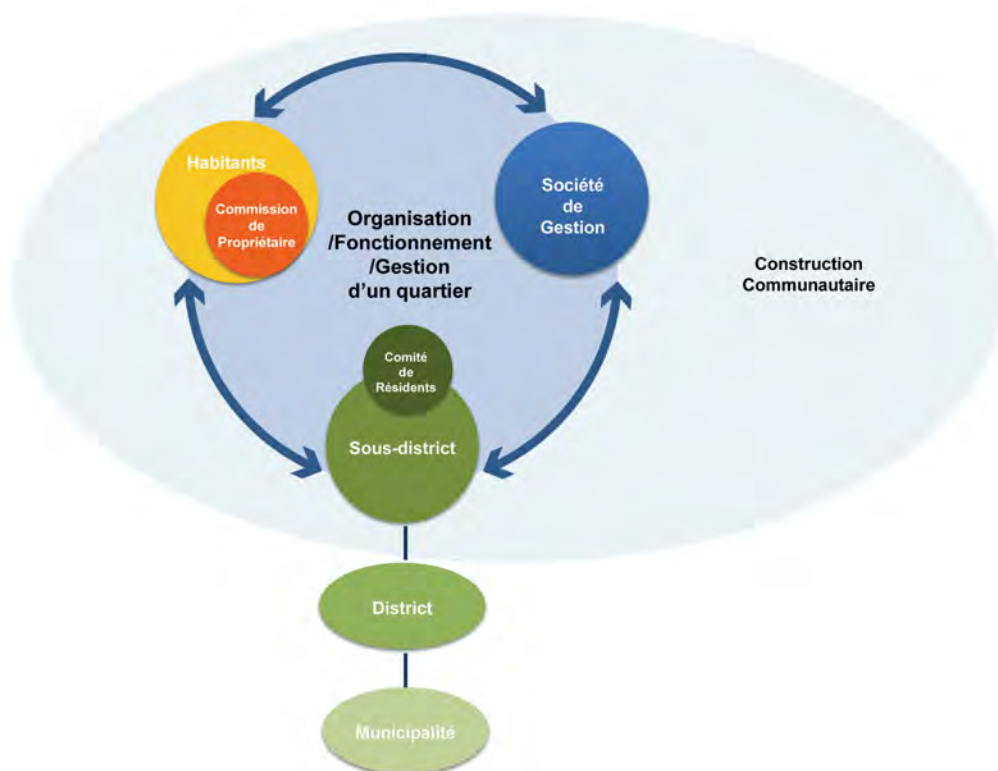 Habitants
Commission
de
Propriétaire
Société
de
Gestion
Organisation
/Fonctionnement
/Gestion
d'un quartier
Construction
Communautaire
Comité
de
Résidents
Sous-district
District
Municipalité